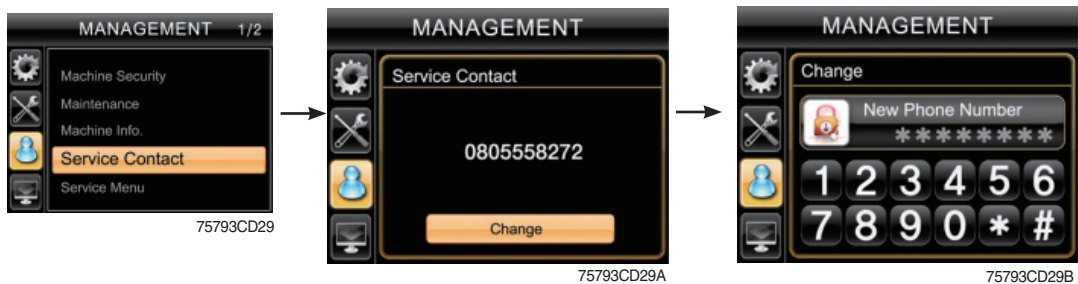 MANAGEMENT 1/2
Machine Security
Maintenance
Machine Info.
Service Contact
Service Menu
75793CD29
MANAGEMENT
Service Contact
0805558272
Change
75793CD29A
MANAGEMENT
Change
New Phone Number
********
1 2 3 4 5 6
7 8 9 0 * #
75793CD29B